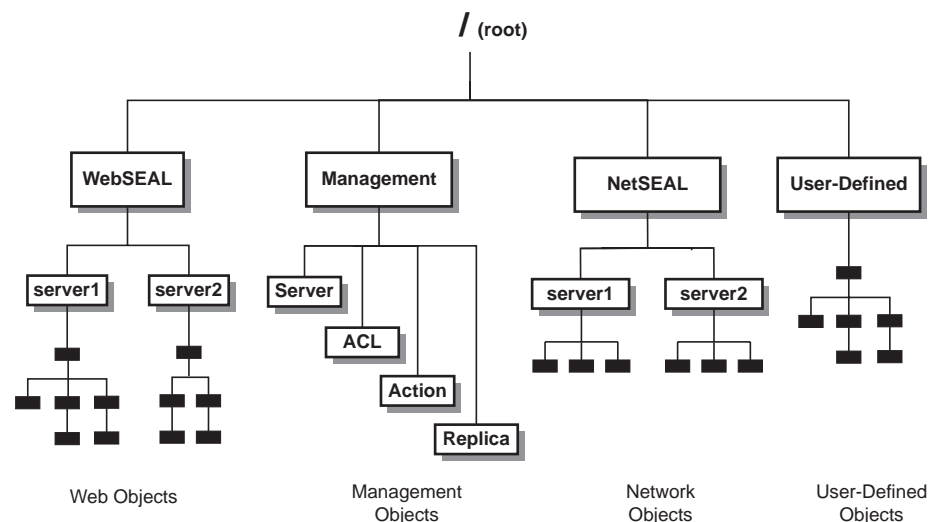 / (root)
WebSEAL
Management
NetSEAL
User-Defined
server1
server2
Server
ACL
Action
Replica
server1
server2
Web Objects
Management
Objects
Network
Objects
User-Defined
Objects